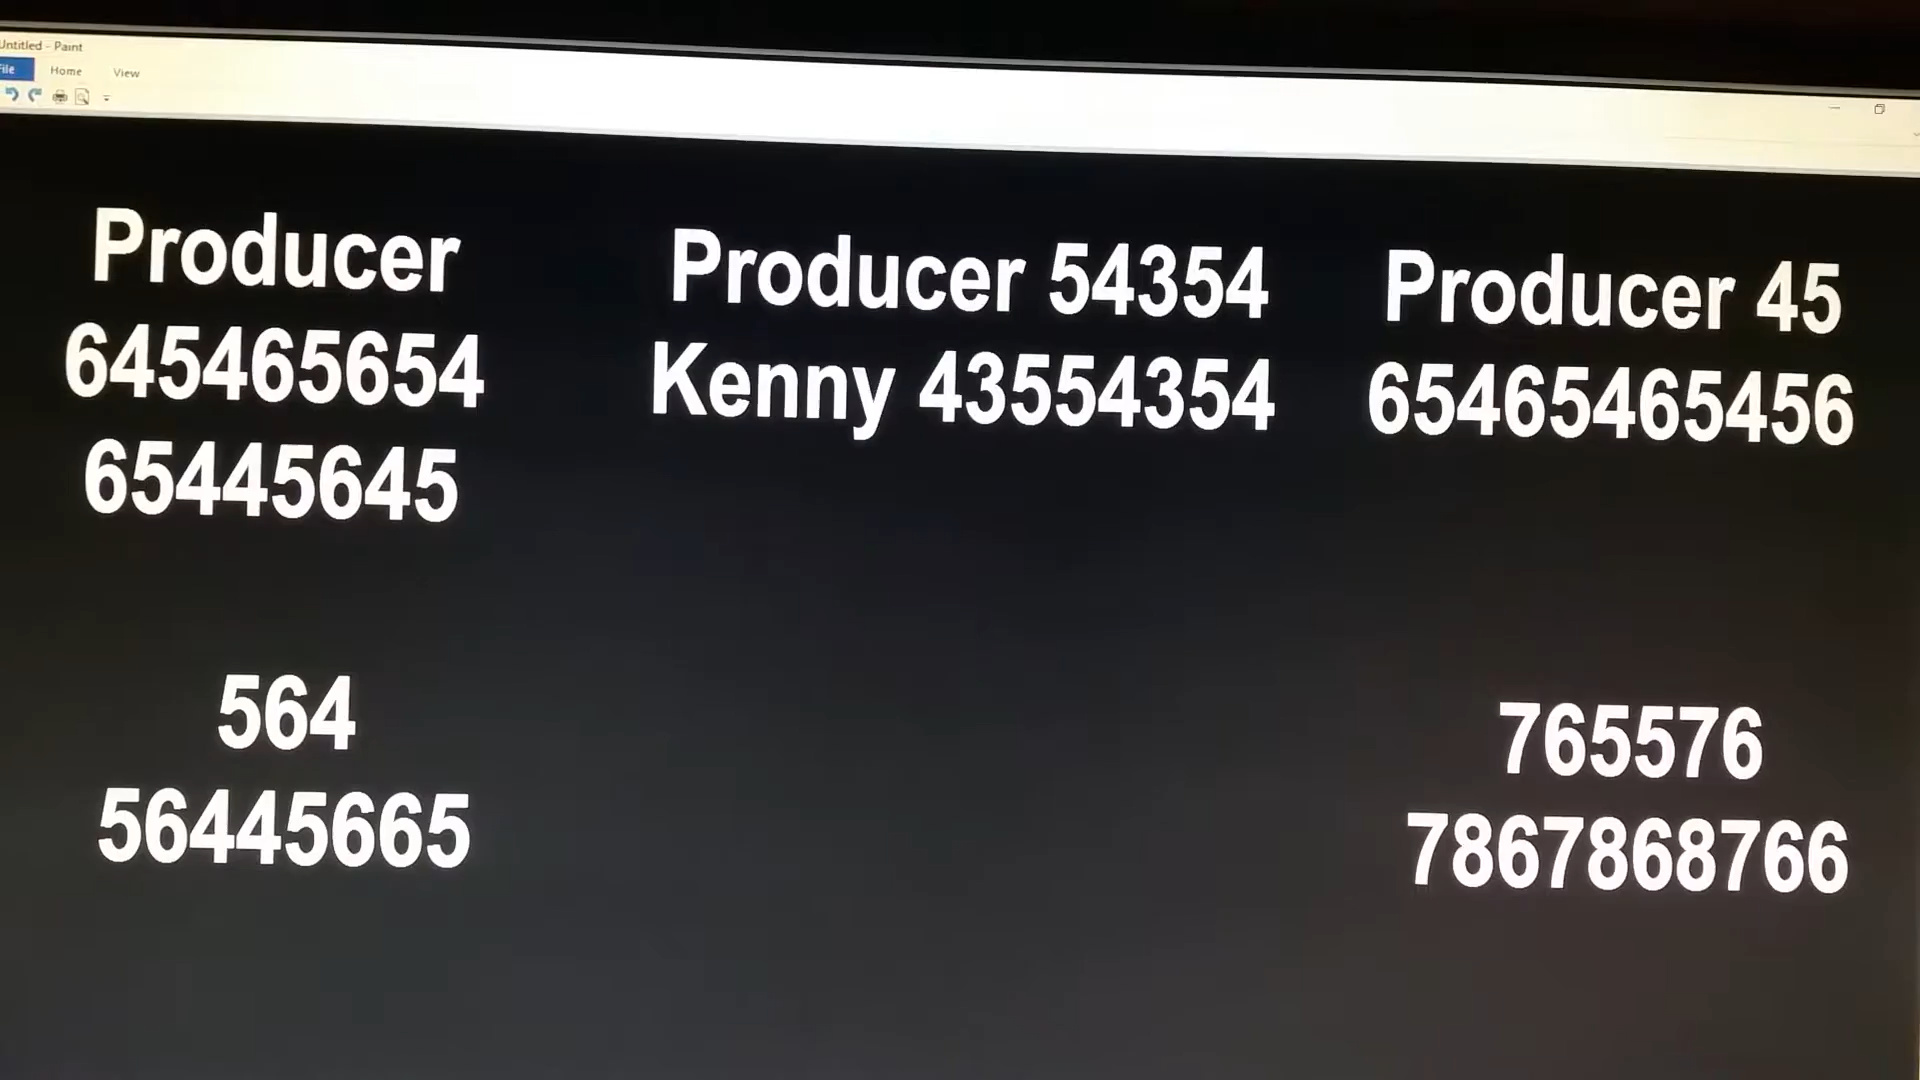 Untitled - Paint
File
Home
View
Producer
645465654
65445645
Producer 54354
Kenny 43554354
Producer 45
65465465456
564
56445665
765576
7867868766